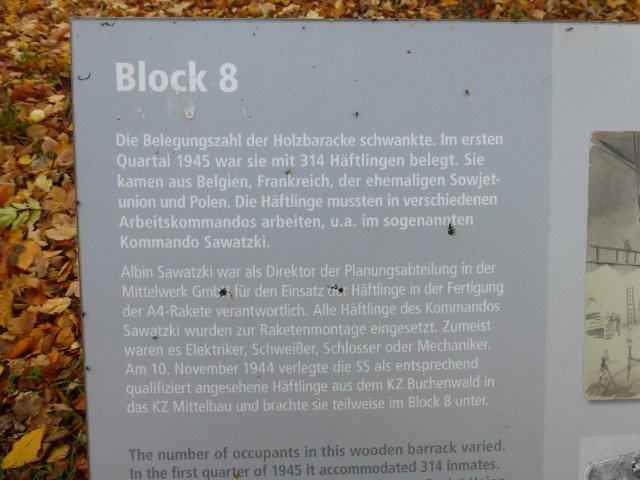 Block 8
Die Belegungszahl der Holzbaracke schwankte. Im ersten
Quartal 1945 war sie mit 314 Häftlingen belegt. Sie
kamen aus Belgien, Frankreich, der ehemaligen Sowjet-
union und Polen. Die Häftlinge mussten in verschiedenen
Arbeitskommandos arbeiten, u.a. im sogenannten
Kommando Sawatzki.
Albin Sawatzki war als Direktor der Planungsabteilung in der
Mittelwerk GmbH für den Einsatz der Häftlinge in der Fertigung
der A4-Rakete verantwortlich. Alle Häftlinge des Kommandos
Sawatzki wurden zur Raketenmontage eingesetzt. Zumeist
waren es Elektriker, Schweißer, Schlosser oder Mechaniker.
Am 10. November 1944 verlegte die SS als entsprechend
qualifiziert angesehene Häftlinge aus dem KZ Buchenwald in
das KZ Mittelbau und brachte sie teilweise im Block 8 unter.
The number of occupants in this wooden barrack varied.
In the first quarter of 1945 it accommodated 314 inmates.